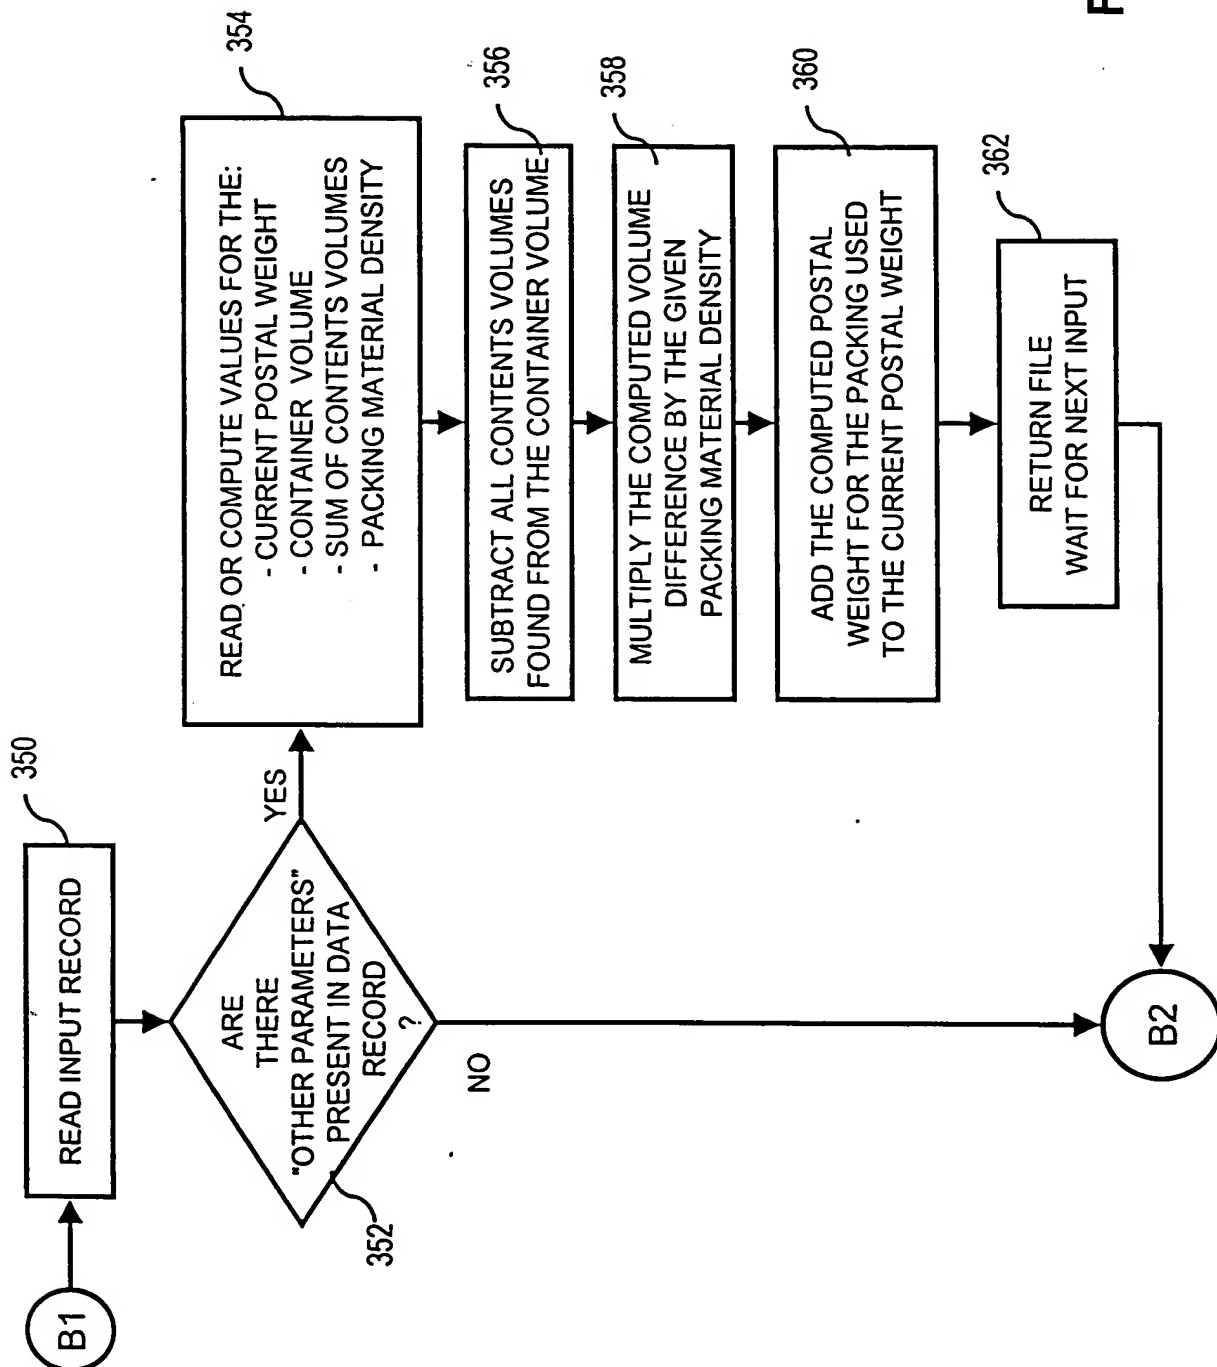 B1
350
READ INPUT RECORD
352
ARE
THERE
"OTHER PARAMETERS"
PRESENT IN DATA
RECORD
?
YES
NO
354
READ OR COMPUTE VALUES FOR THE:
- CURRENT POSTAL WEIGHT
- CONTAINER VOLUME
- SUM OF CONTENTS VOLUMES
- PACKING MATERIAL DENSITY
356
SUBTRACT ALL CONTENTS VOLUMES
FOUND FROM THE CONTAINER VOLUME
358
MULTIPLY THE COMPUTED VOLUME
DIFFERENCE BY THE GIVEN
PACKING MATERIAL DENSITY
360
ADD THE COMPUTED POSTAL
WEIGHT FOR THE PACKING USED
TO THE CURRENT POSTAL WEIGHT
362
RETURN FILE
WAIT FOR NEXT INPUT
B2